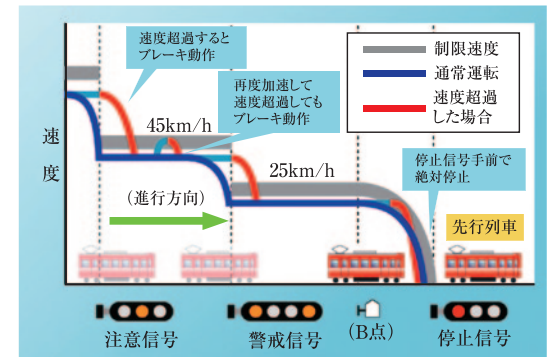 速度超過すると
ブレーキ動作
再度加速して
速度超過しても
ブレーキ動作
制限速度
通常運転
速度超過
した場合
速度
45km/h
25km/h
停止信号手前で
絶対停止
(進行方向)
先行列車
注意信号
警戒信号
(B点)
停止信号